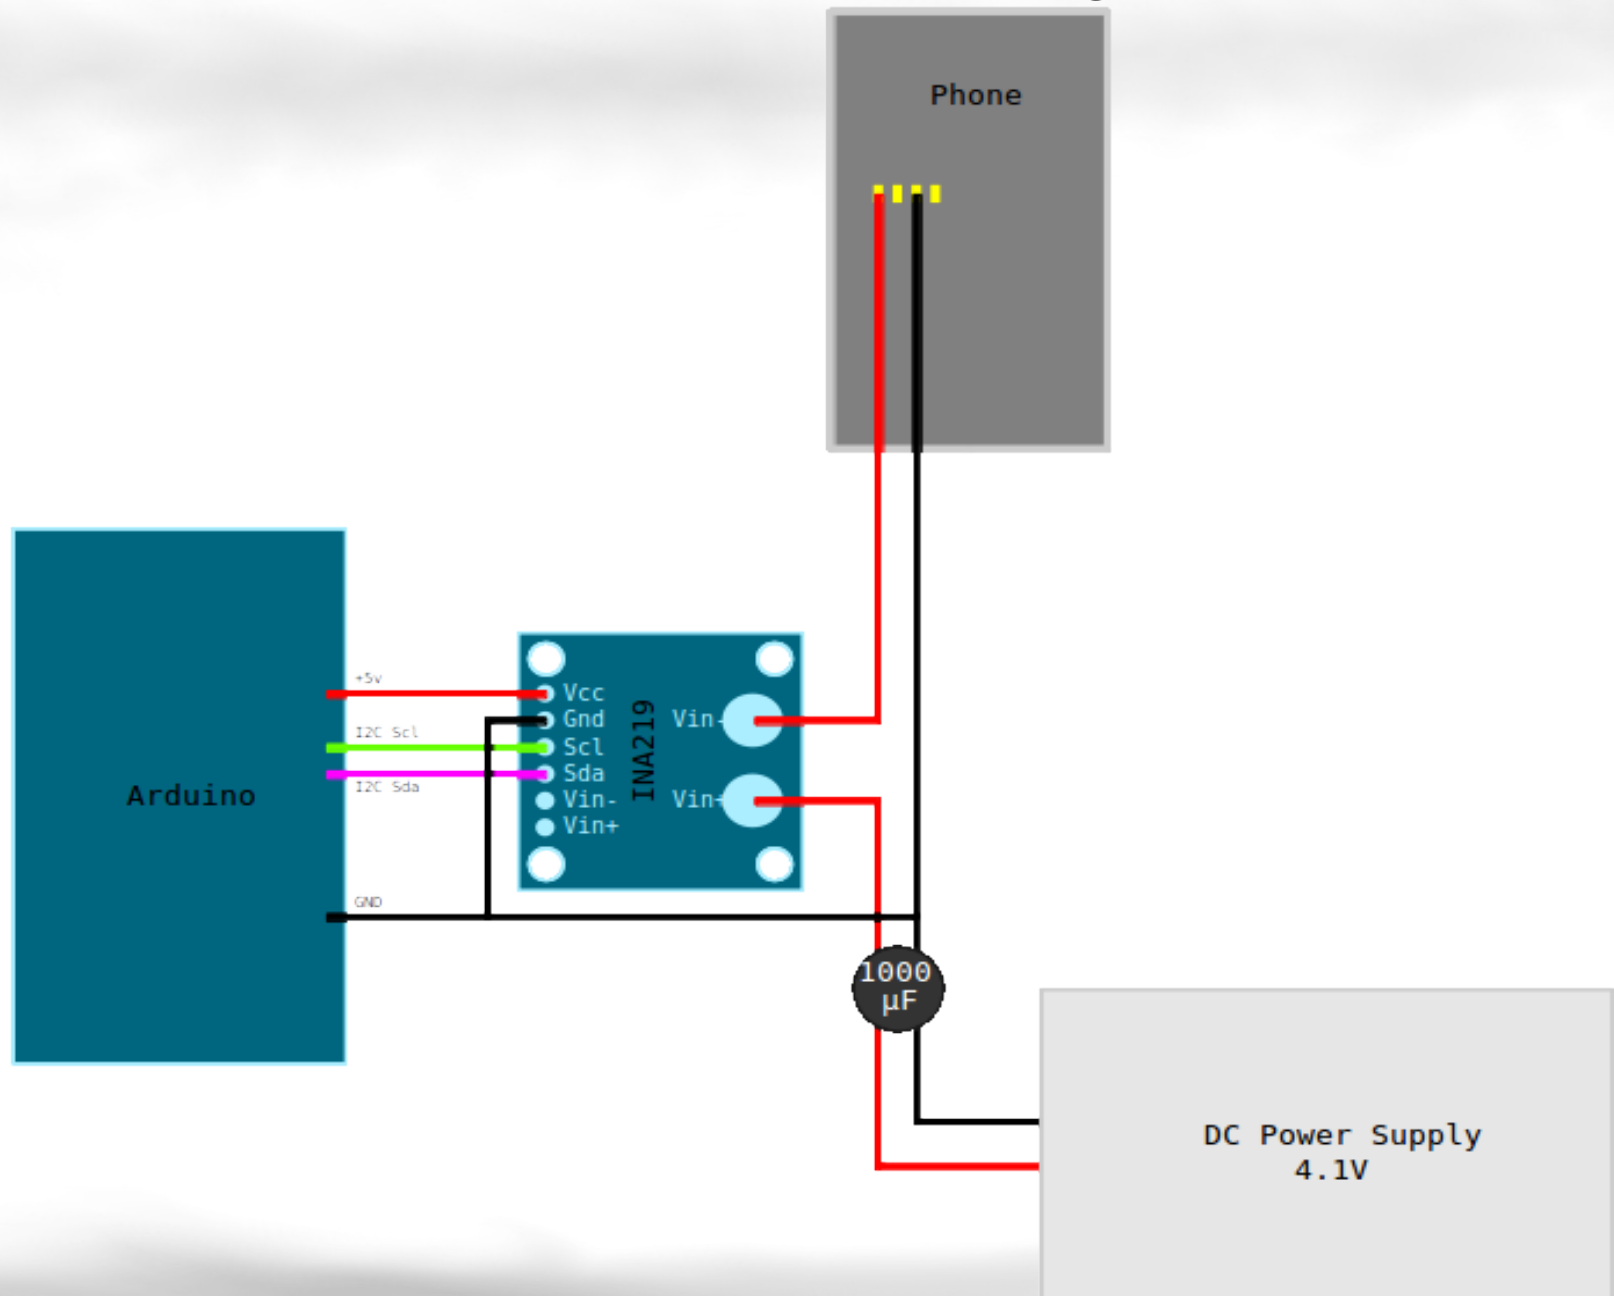 Phone
+5v
I2C Scl
I2C Sda
GND
Arduino
Vcc
Gnd
Scl
Sda
Vin-
Vin+
INA219
Vin-
Vin+
1000
µF
DC Power Supply
4.1V